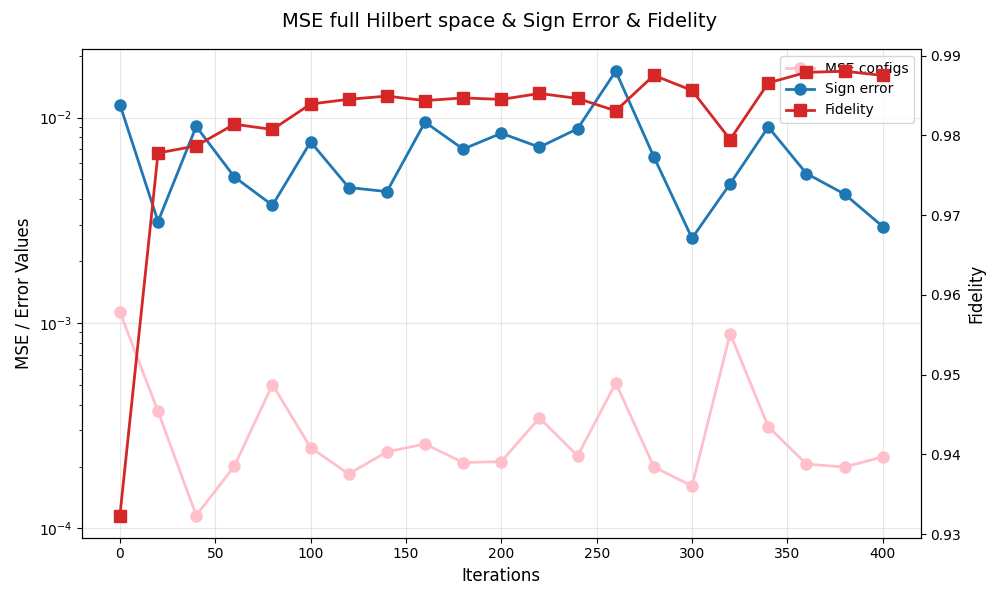 MSE full Hilbert space & Sign Error & Fidelity
MSE configs
Sign error
Fidelity
MSE / Error Values
10⁻²
10⁻³
10⁻⁴
0.99
0.98
0.97
0.96
0.95
0.94
0.93
Fidelity
0 50 100 150 200 250 300 350 400
Iterations